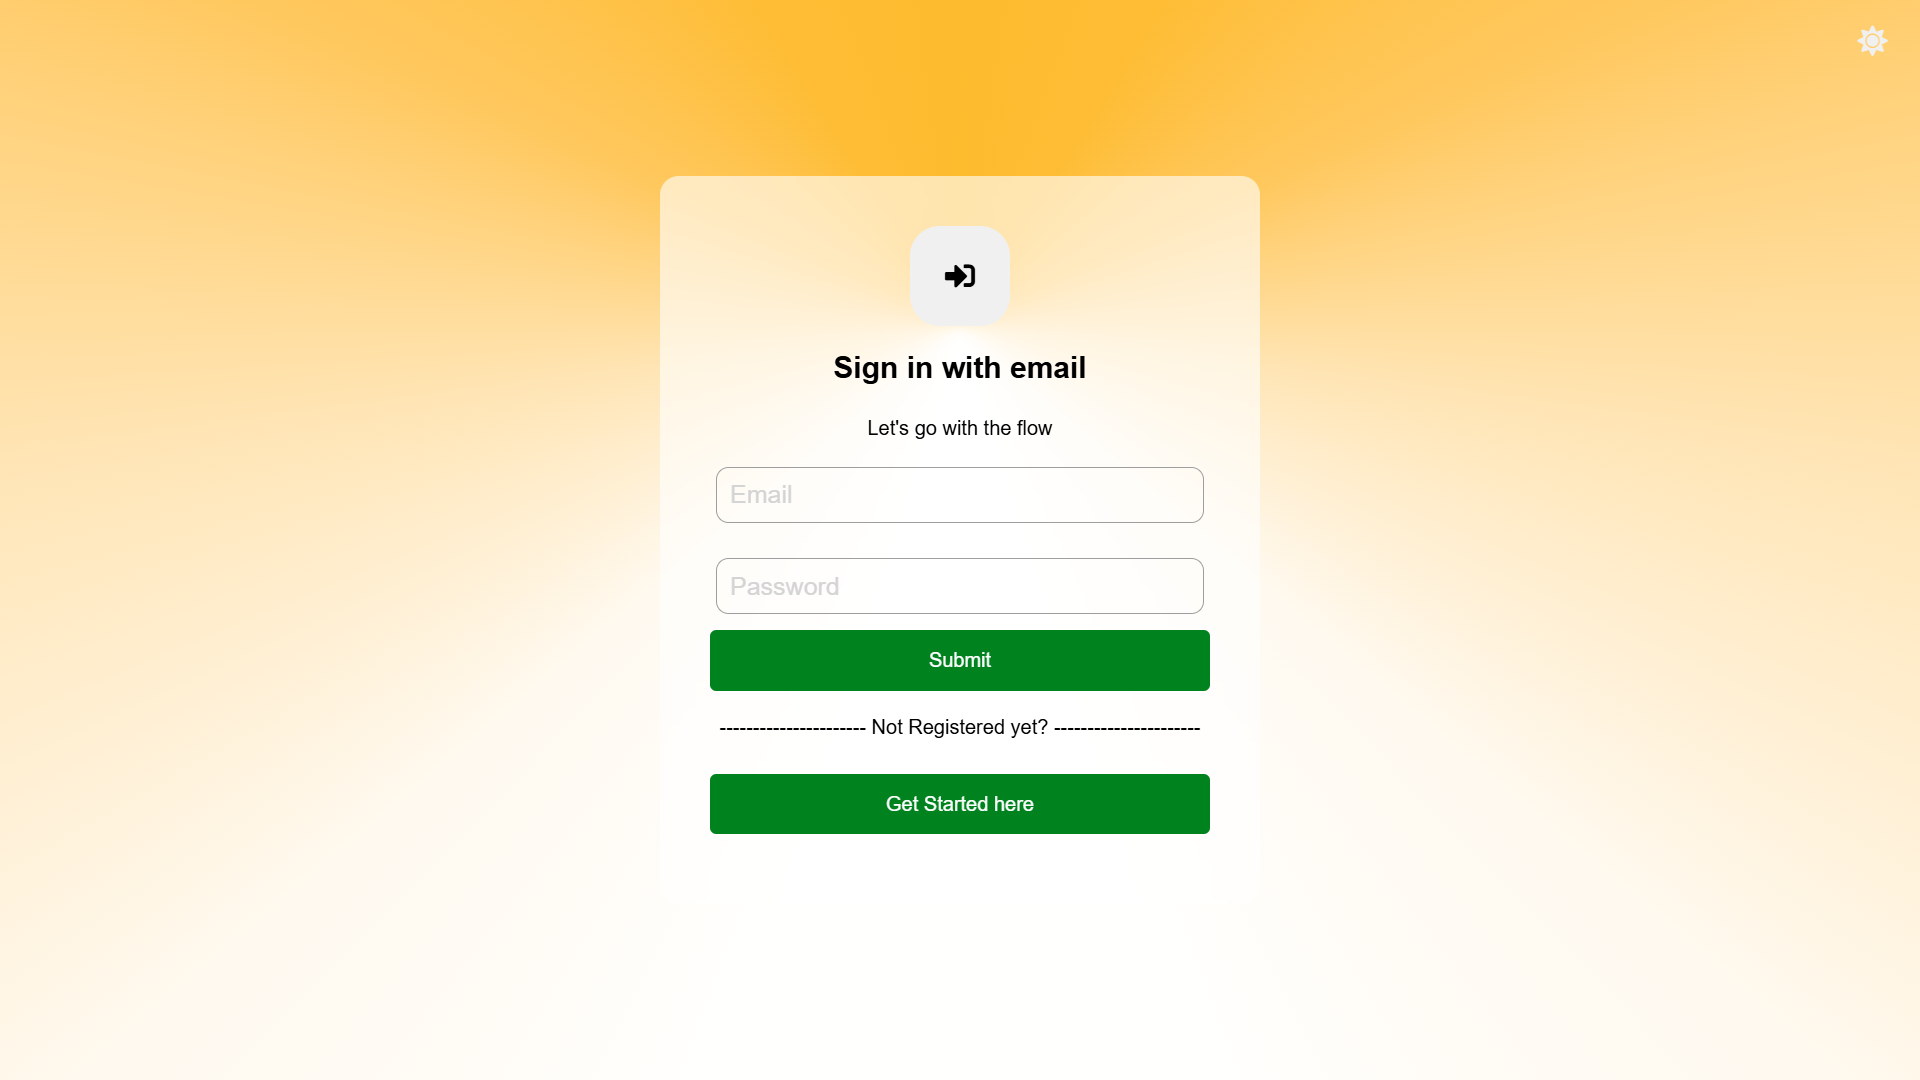 Sign in with email
Let's go with the flow
Email
Password
Submit
---------------------- Not Registered yet? ----------------------
Get Started here